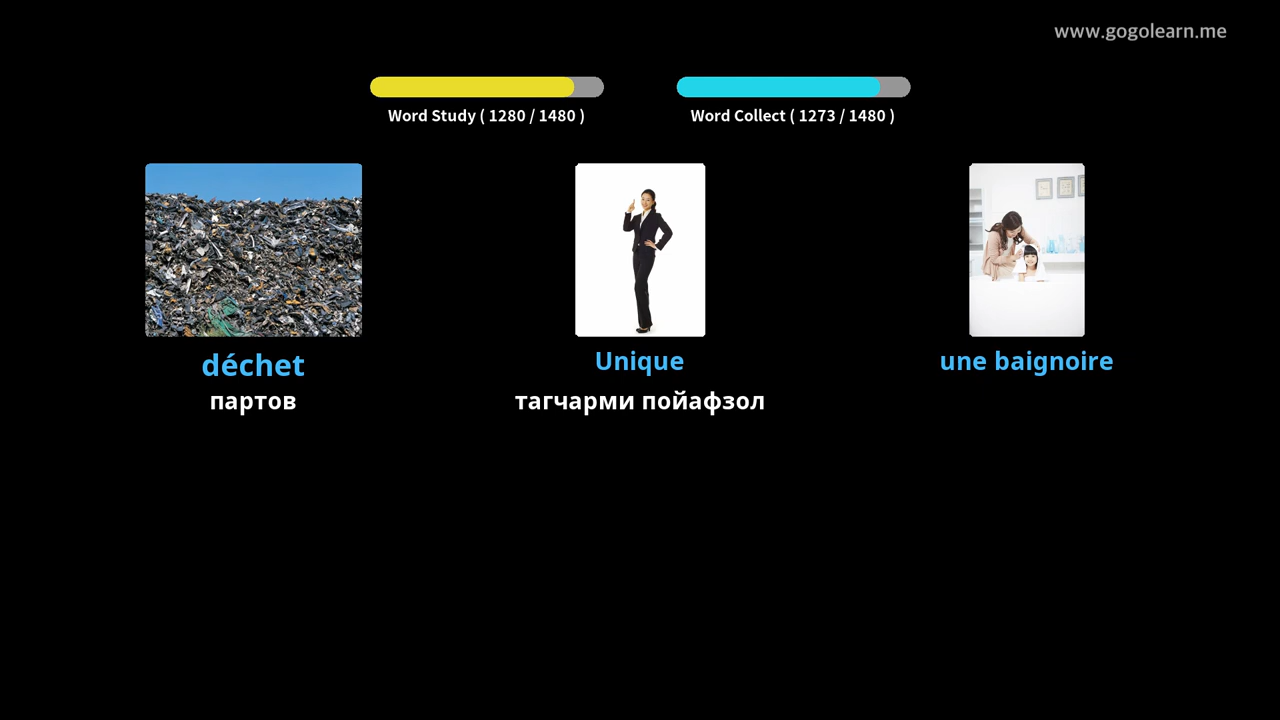 www.gogolearn.me
Word Study ( 1280 / 1480 )
Word Collect ( 1273 / 1480 )
déchet
Unique
une baignoire
партов
тагчарми пойафзол